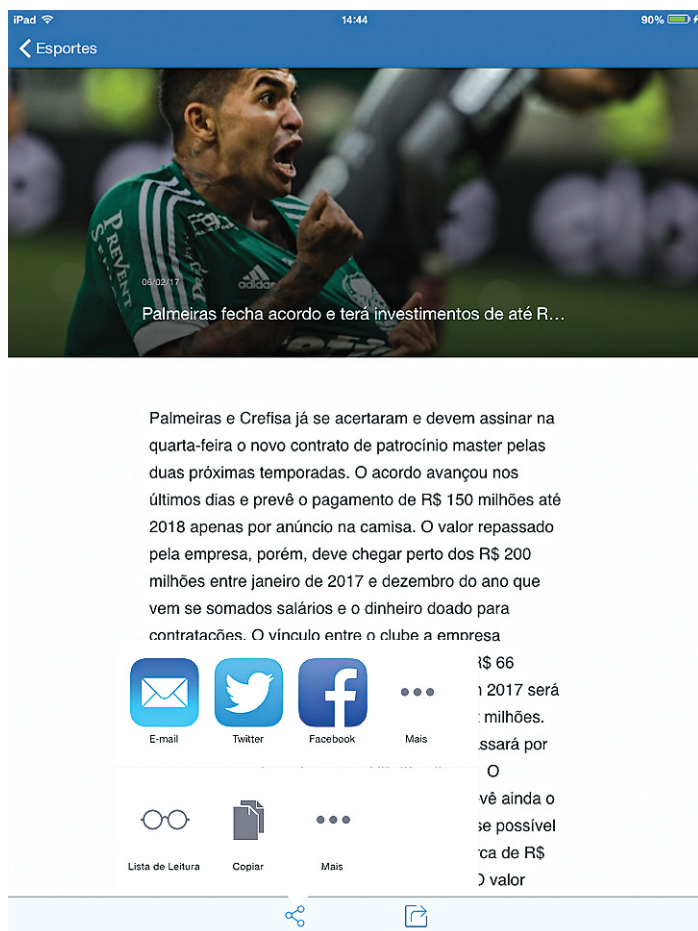 iPad 14:44 90%
Esportes
PREVENT
SENIOR
adidas
06/02/17
Palmeiras fecha acordo e terá investimentos de até R...
Palmeiras e Crefisa já se acertaram e devem assinar na
quarta-feira o novo contrato de patrocínio master pelas
duas próximas temporadas. O acordo avançou nos
últimos dias e prevê o pagamento de R$ 150 milhões até
2018 apenas por anúncio na camisa. O valor repassado
pela empresa, porém, deve chegar perto dos R$ 200
milhões entre janeiro de 2017 e dezembro do ano que
vem se somados salários e o dinheiro doado para
contratações. O vínculo entre o clube a empresa
R$ 66
2017 será
milhões.
ssará por
O
vê ainda o
se possível
rca de R$
O valor
E-mail Twitter Facebook Mais
Lista de Leitura Copiar Mais